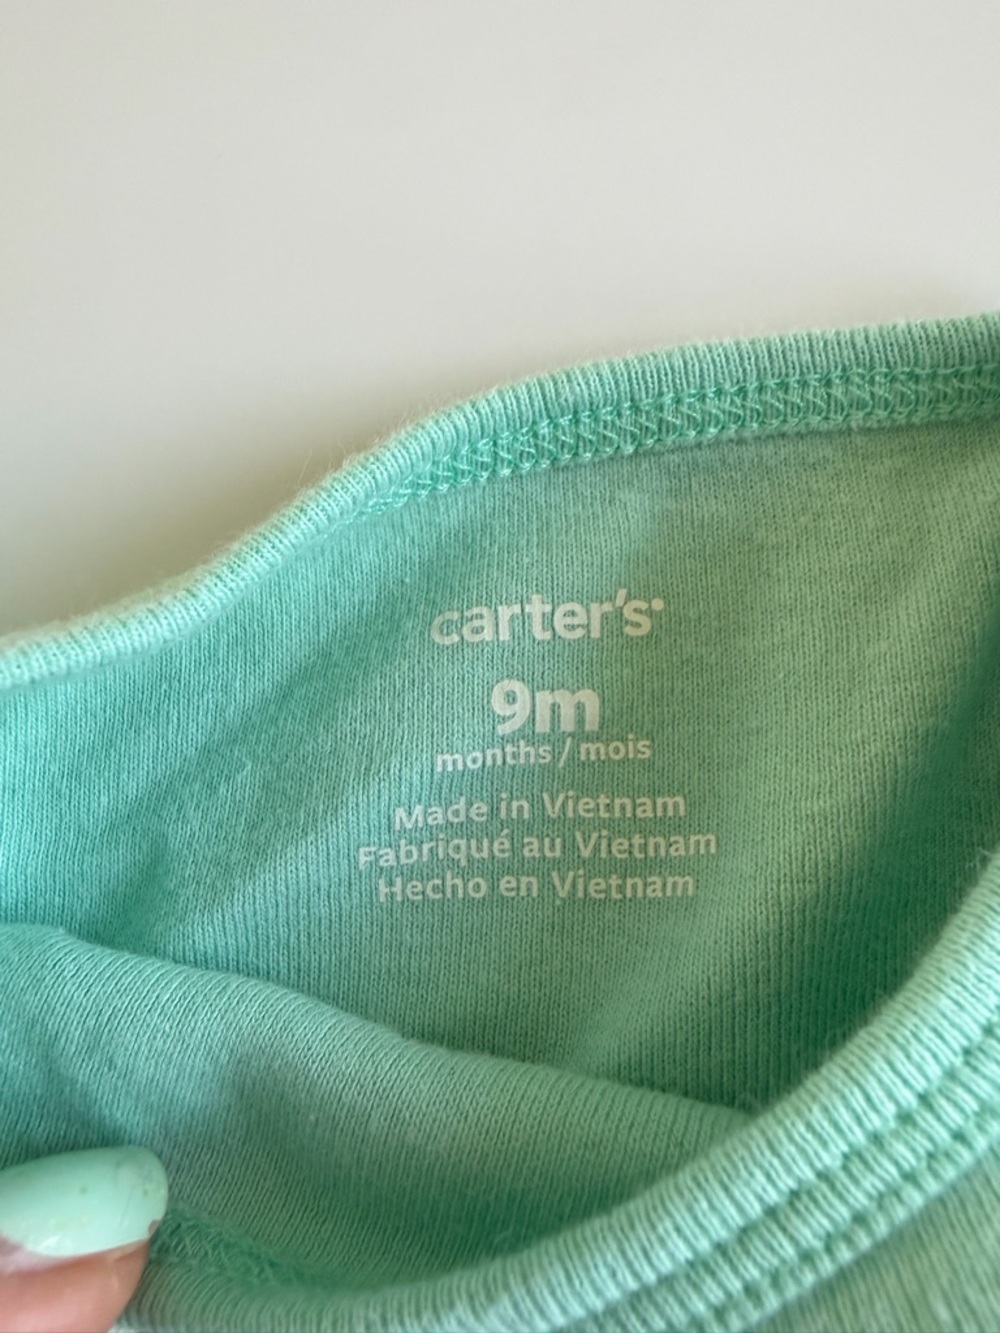 carter's
9m
months / mois
Made in Vietnam
Fabriqué au Vietnam
Hecho en Vietnam